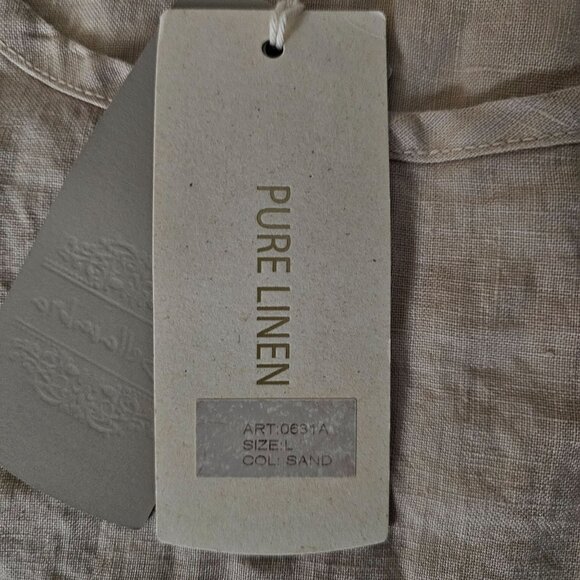 PURE LINEN
ART:0631A
SIZE:L
COL: SAND